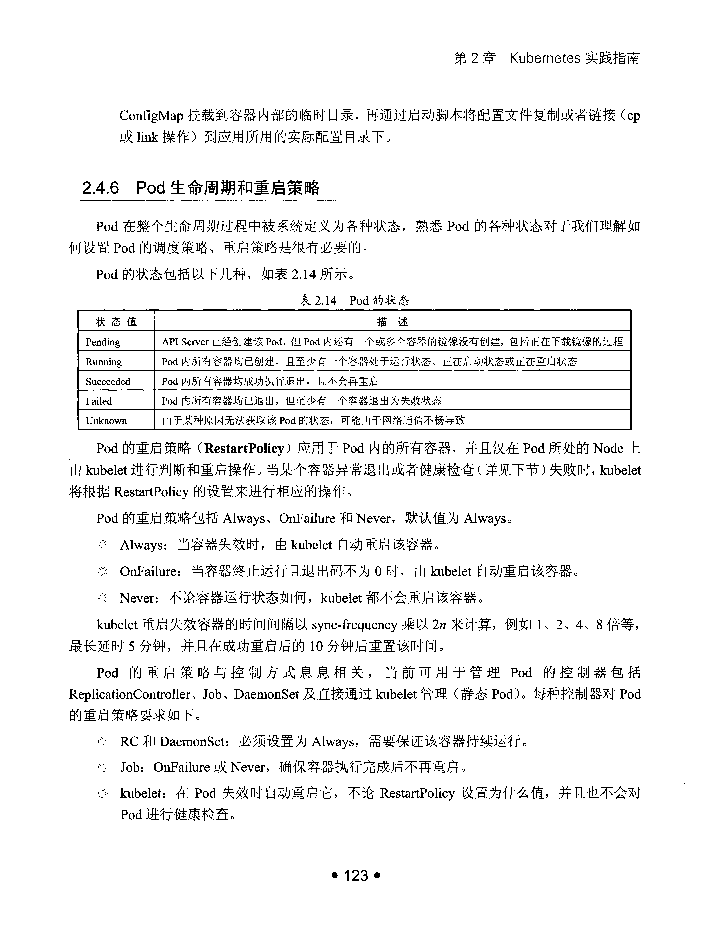 第 2 章　Kubernetes 实践指南
ConfigMap 挂载到容器内部的临时目录，再通过启动脚本将配置文件复制或者链接（cp
或 link 操作）到应用所用的实际配置目录下。
2.4.6　Pod 生命周期和重启策略
Pod 在整个生命周期过程中被系统定义为各种状态，熟悉 Pod 的各种状态对于我们理解如
何设置 Pod 的调度策略、重启策略是很有必要的。
Pod 的状态包括以下几种，如表 2.14 所示。
表 2.14　Pod 的状态
状 态 值　描　述
Pending　API Server 已经创建该 Pod，但 Pod 内还有一个或多个容器的镜像没有创建，包括正在下载镜像的过程
Running　Pod 内所有容器均已创建，且至少有一个容器处于运行状态、正在启动状态或正在重启状态
Succeeded　Pod 内所有容器均成功执行退出，且不会再重启
Failed　Pod 内所有容器均已退出，但至少有一个容器退出为失败状态
Unknown　由于某种原因无法获取该 Pod 的状态，可能由于网络通信不畅导致
Pod 的重启策略（RestartPolicy）应用于 Pod 内的所有容器，并且仅在 Pod 所处的 Node 上
由 kubelet 进行判断和重启操作。当某个容器异常退出或者健康检查（详见下节）失败时，kubelet
将根据 RestartPolicy 的设置来进行相应的操作。
Pod 的重启策略包括 Always、OnFailure 和 Never，默认值为 Always。
Always：当容器失效时，由 kubelet 自动重启该容器。
OnFailure：当容器终止运行且退出码不为 0 时，由 kubelet 自动重启该容器。
Never：不论容器运行状态如何，kubelet 都不会重启该容器。
kubelet 重启失效容器的时间间隔以 sync-frequency 乘以 2n 来计算，例如 1、2、4、8 倍等，
最长延时 5 分钟，并且在成功重启后的 10 分钟后重置该时间。
Pod 的重启策略与控制方式息息相关，当前可用于管理 Pod 的控制器包括
ReplicationController、Job、DaemonSet 及直接通过 kubelet 管理（静态 Pod）。每种控制器对 Pod
的重启策略要求如下。
RC 和 DaemonSet：必须设置为 Always，需要保证该容器持续运行。
Job：OnFailure 或 Never，确保容器执行完成后不再重启。
kubelet：在 Pod 失效时自动重启它，不论 RestartPolicy 设置为什么值，并且也不会对
Pod 进行健康检查。
• 123 •